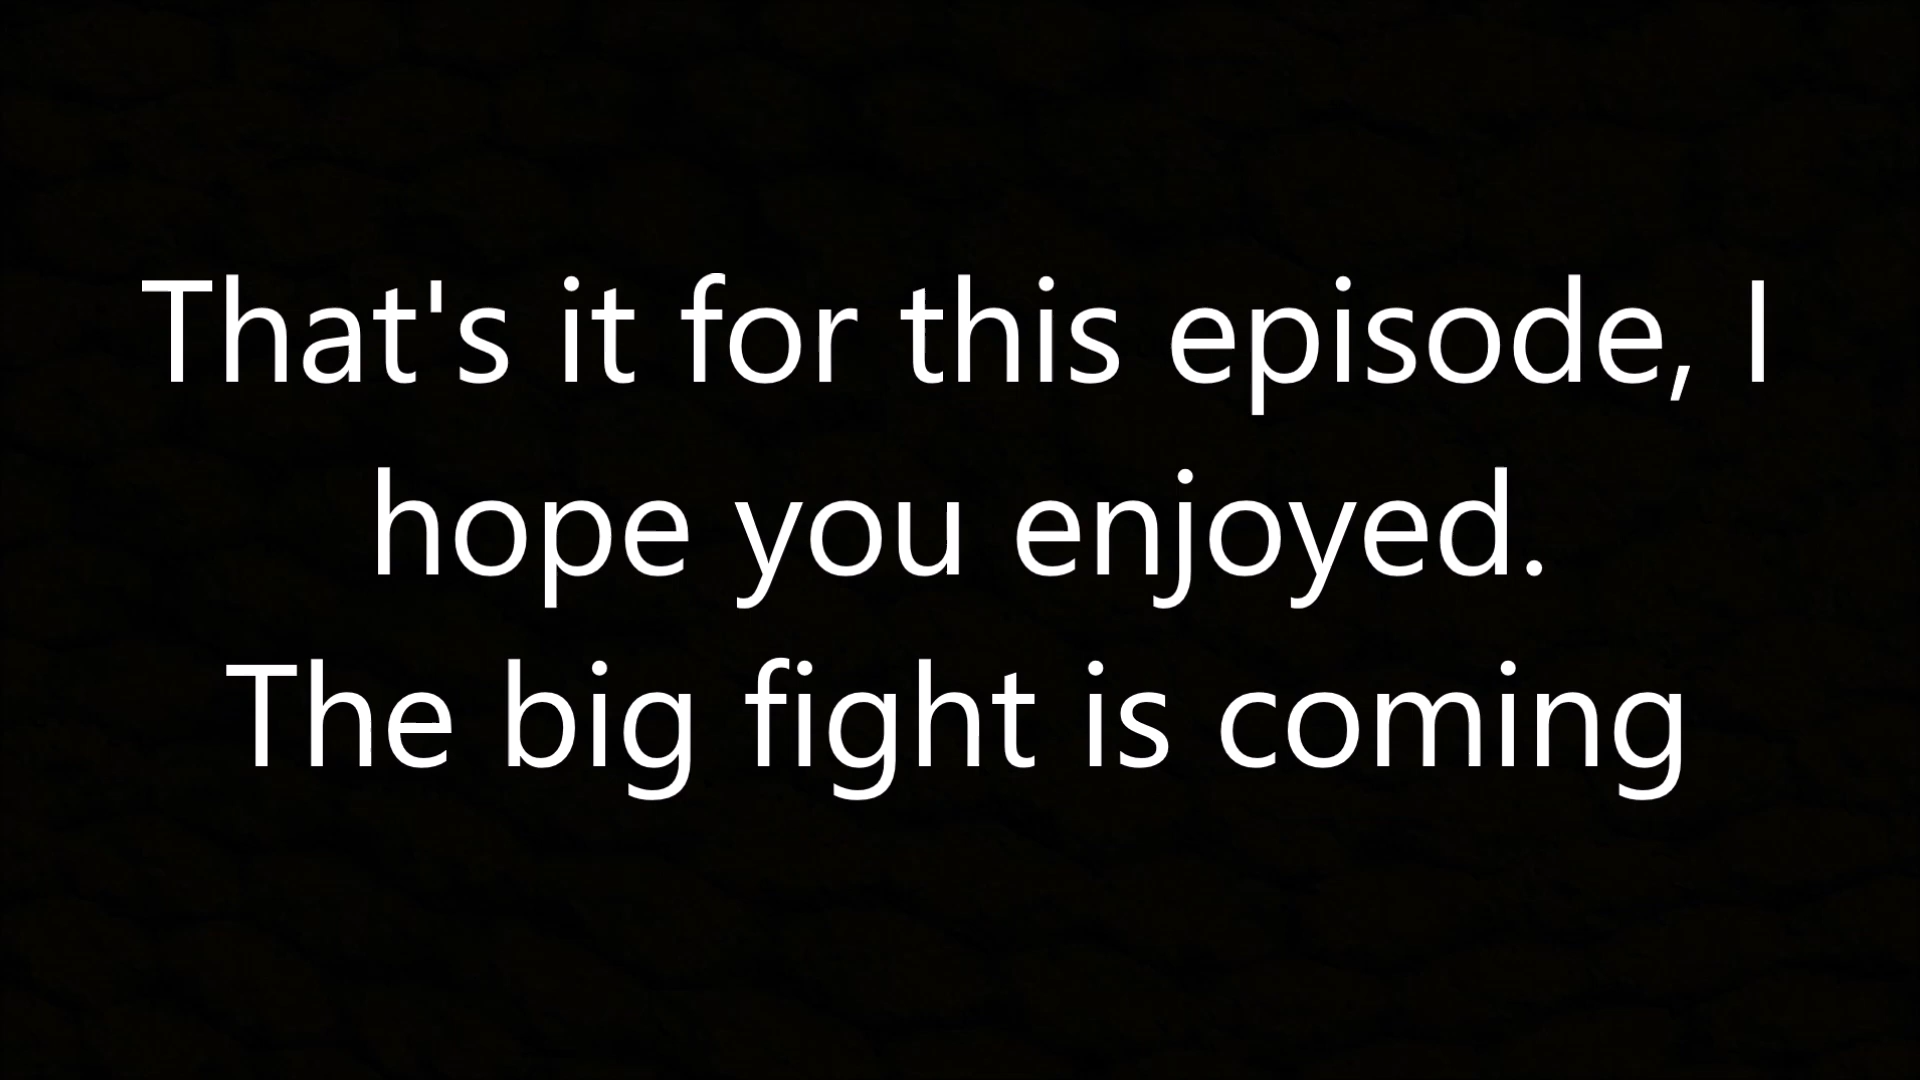 That's it for this episode, I
hope you enjoyed.
The big fight is coming